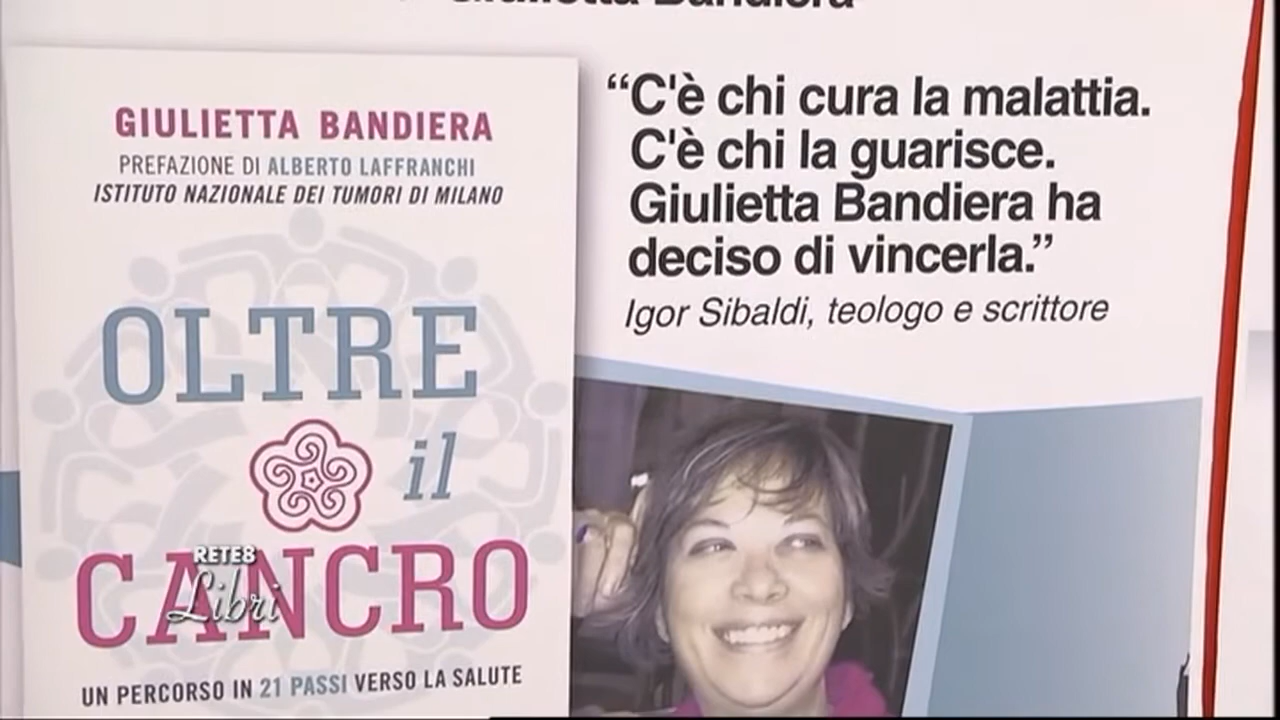 Giulietta Bandiera
GIULIETTA BANDIERA
PREFAZIONE DI ALBERTO LAFFRANCHI
ISTITUTO NAZIONALE DEI TUMORI DI MILANO
OLTRE
il
CANCRO
UN PERCORSO IN 21 PASSI VERSO LA SALUTE
RETE8
Libri
“C'è chi cura la malattia.
C'è chi la guarisce.
Giulietta Bandiera ha
deciso di vincerla.”
Igor Sibaldi, teologo e scrittore